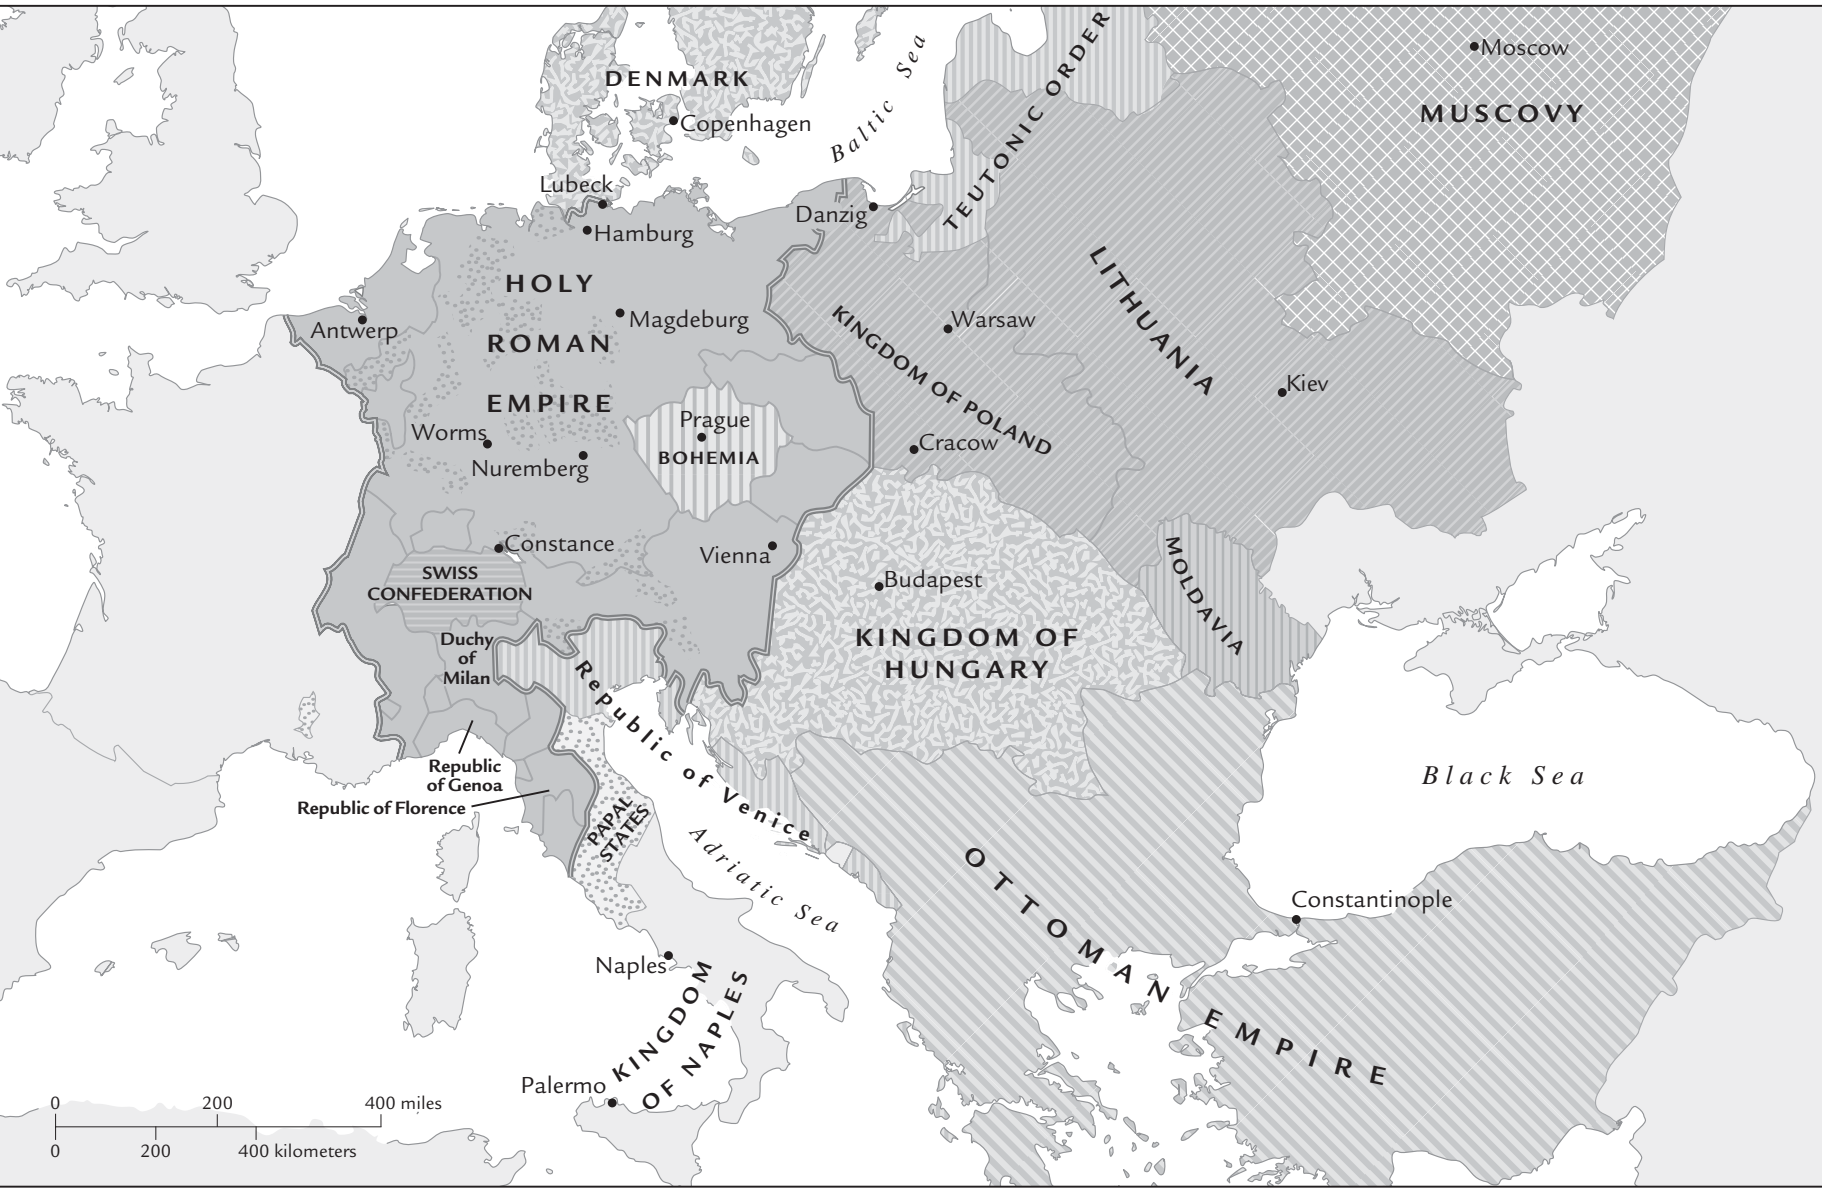 Moscow
MUSCOVY
DENMARK
Copenhagen
Baltic Sea
TEUTONIC ORDER
Lubeck
Hamburg
Danzig
HOLY
ROMAN
EMPIRE
Antwerp
Magdeburg
LITHUANIA
Warsaw
KINGDOM OF POLAND
Kiev
Cracow
Worms
Nuremberg
Prague
BOHEMIA
Constance
Vienna
SWISS
CONFEDERATION
Budapest
KINGDOM OF
HUNGARY
MOLDAVIA
Duchy
of
Milan
Republic of Venice
Republic
of Genoa
Republic of Florence
PAPAL
STATES
Adriatic Sea
Black Sea
OTTOMAN EMPIRE
Constantinople
Naples
KINGDOM
OF NAPLES
Palermo
0 200 400 miles
0 200 400 kilometers